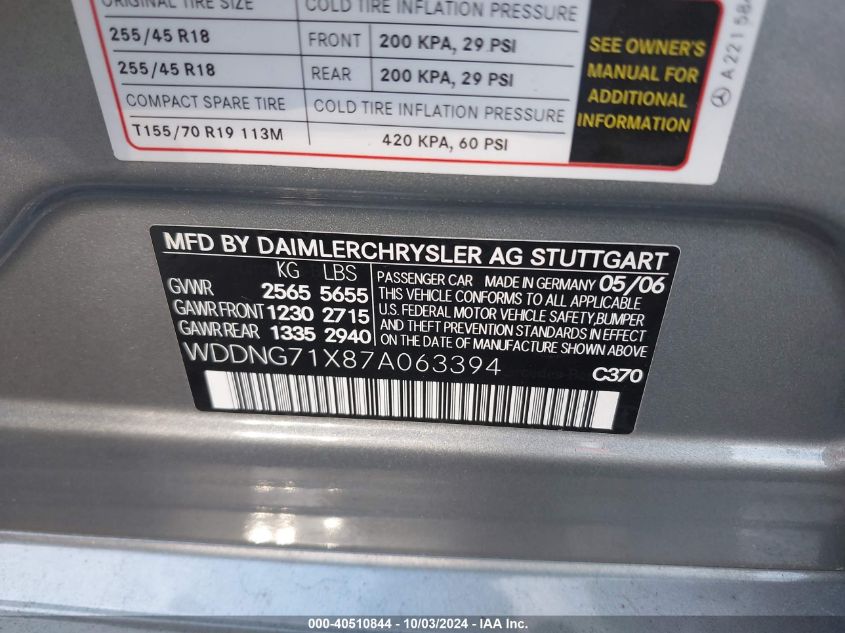 ORIGINAL TIRE SIZE COLD TIRE INFLATION PRESSURE
255/45 R18 FRONT 200 KPA, 29 PSI
255/45 R18 REAR 200 KPA, 29 PSI
COMPACT SPARE TIRE COLD TIRE INFLATION PRESSURE
T155/70 R19 113M 420 KPA, 60 PSI
SEE OWNER'S
MANUAL FOR
ADDITIONAL
INFORMATION
A 221 584
MFD BY DAIMLERCHRYSLER AG STUTTGART
KG LBS
GVWR 2565 5655
GAWR FRONT 1230 2715
GAWR REAR 1335 2940
PASSENGER CAR MADE IN GERMANY 05/06
THIS VEHICLE CONFORMS TO ALL APPLICABLE
U.S. FEDERAL MOTOR VEHICLE SAFETY,BUMPER
AND THEFT PREVENTION STANDARDS IN EFFECT
ON THE DATE OF MANUFACTURE SHOWN ABOVE
WDDNG71X87A063394
C370
000-40510844 / 10/03/2024 - IAA Inc.